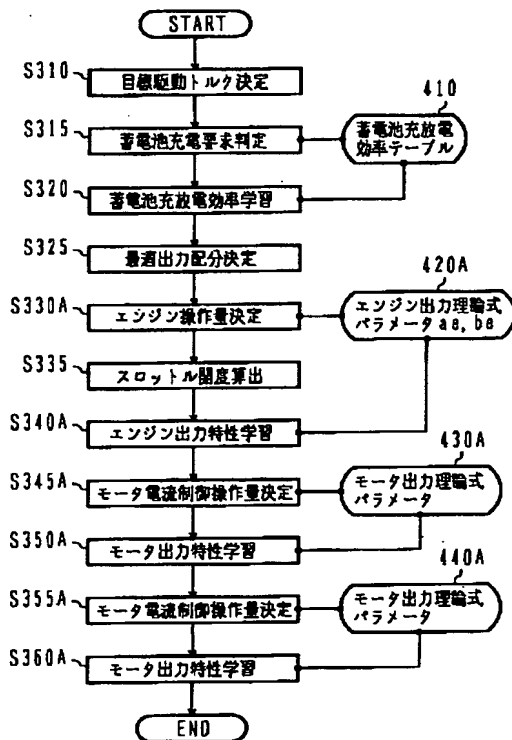 START
S310
目標駆動トルク決定
410
S315
蓄電池充電要求判定
蓄電池充放電
効率テーブル
S320
蓄電池充放電効率学習
S325
最適出力配分決定
420A
S330A
エンジン操作量決定
エンジン出力理論式
パラメータae, be
S335
スロットル開度算出
S340A
エンジン出力特性学習
430A
S345A
モータ電流制御操作量決定
モータ出力理論式
パラメータ
S350A
モータ出力特性学習
440A
S355A
モータ電流制御操作量決定
モータ出力理論式
パラメータ
S360A
モータ出力特性学習
END